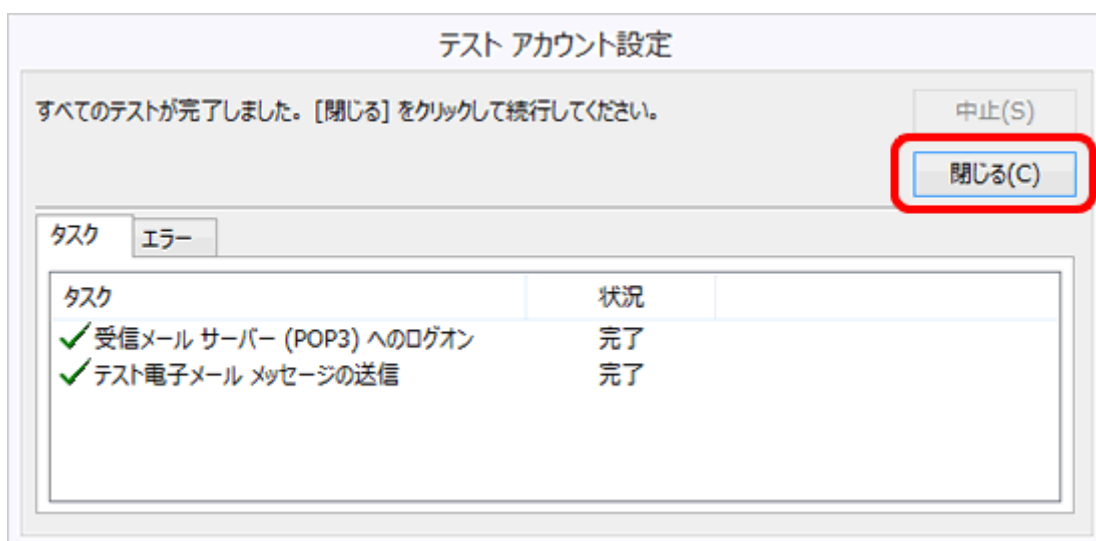 テスト アカウント設定
すべてのテストが完了しました。[閉じる] をクリックして続行してください。
中止(S)
閉じる(C)
タスク エラー
タスク 状況
受信メール サーバー (POP3) へのログオン 完了
テスト電子メール メッセージの送信 完了